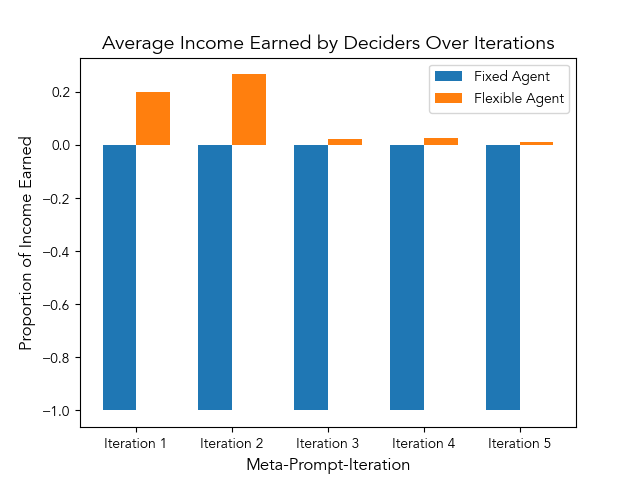 Average Income Earned by Deciders Over Iterations
Fixed Agent
Flexible Agent
Proportion of Income Earned
0.2
0.0
−0.2
−0.4
−0.6
−0.8
−1.0
Iteration 1 Iteration 2 Iteration 3 Iteration 4 Iteration 5
Meta-Prompt-Iteration